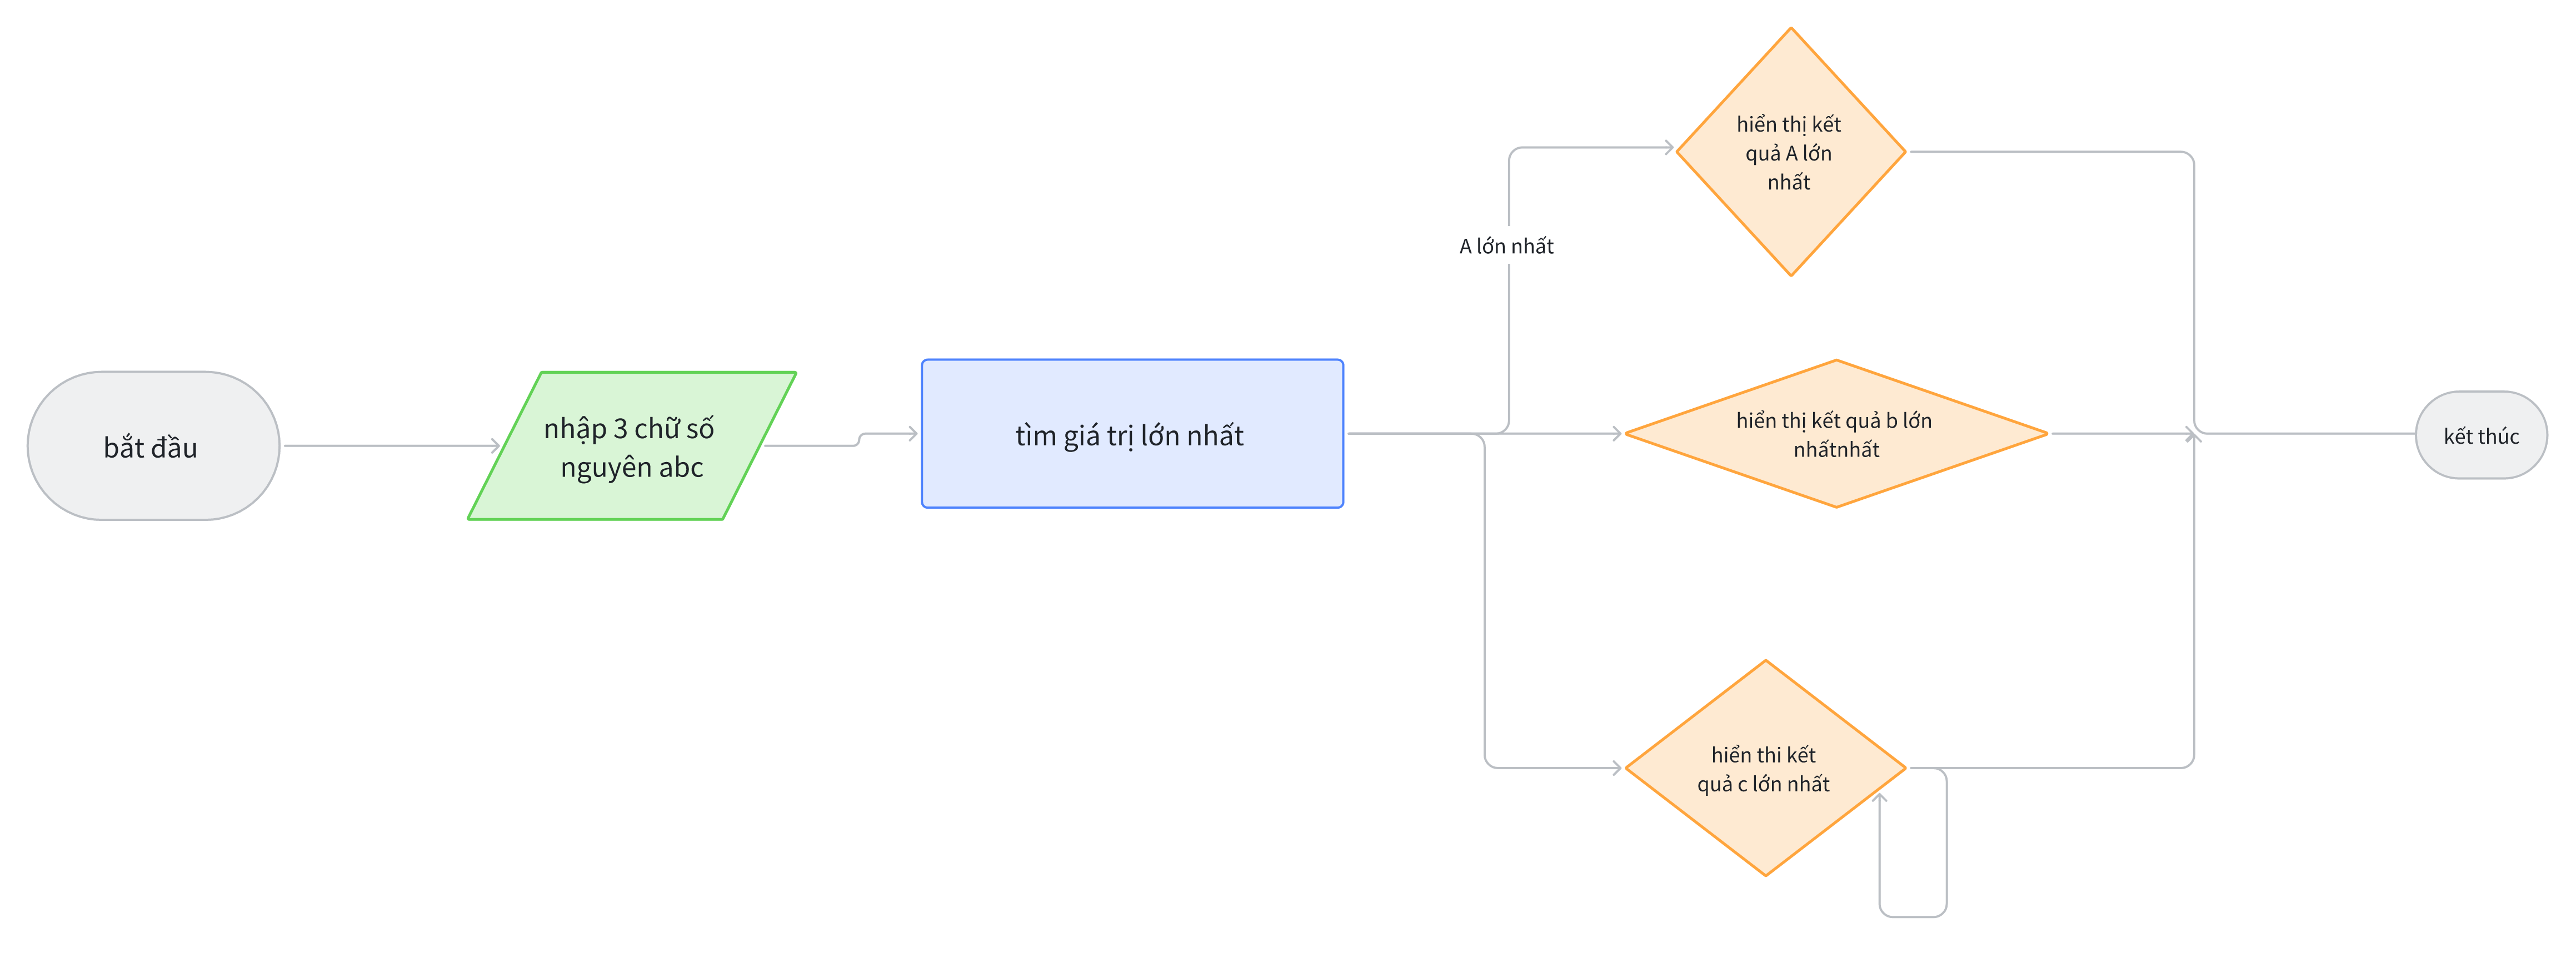 bắt đầu
nhập 3 chữ số
nguyên abc
tìm giá trị lớn nhất
A lớn nhất
hiển thị kết
quả A lớn
nhất
hiển thị kết quả b lớn
nhấtnhất
hiển thi kết
quả c lớn nhất
kết thúc